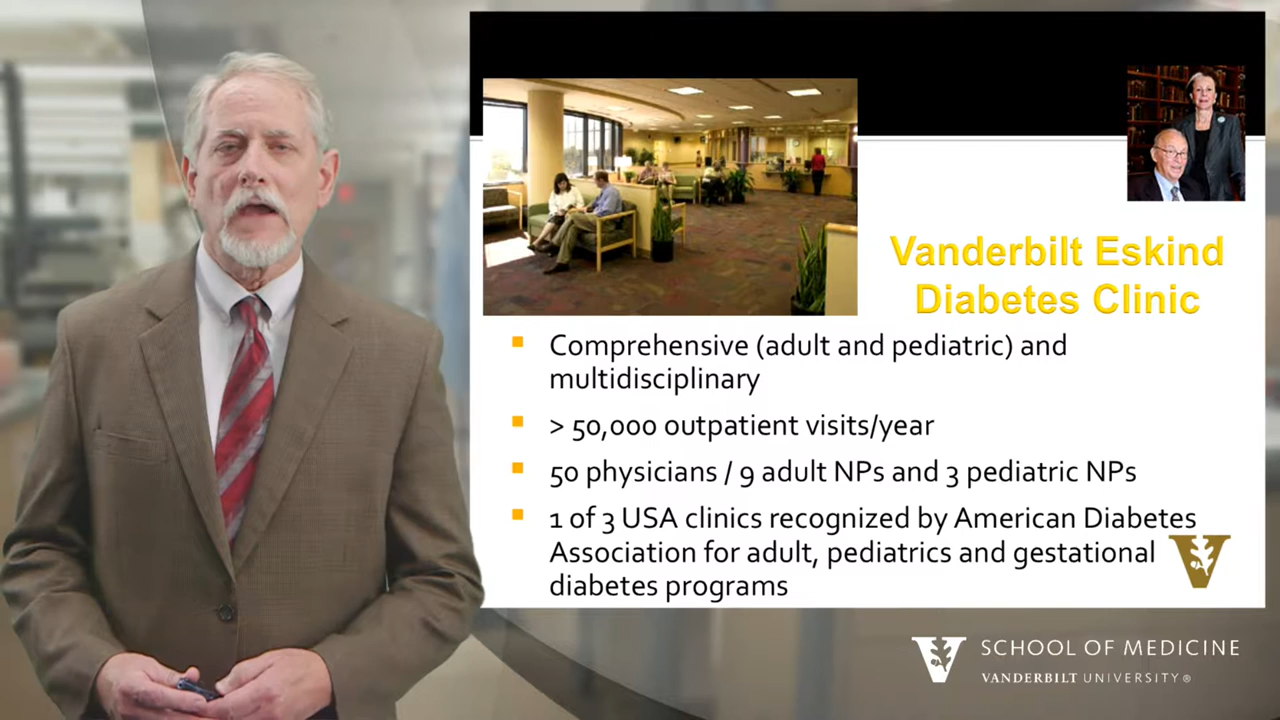 Vanderbilt Eskind
Diabetes Clinic
Comprehensive (adult and pediatric) and
multidisciplinary
> 50,000 outpatient visits/year
50 physicians / 9 adult NPs and 3 pediatric NPs
1 of 3 USA clinics recognized by American Diabetes
Association for adult, pediatrics and gestational
diabetes programs
V
V SCHOOL OF MEDICINE
VANDERBILT UNIVERSITY®